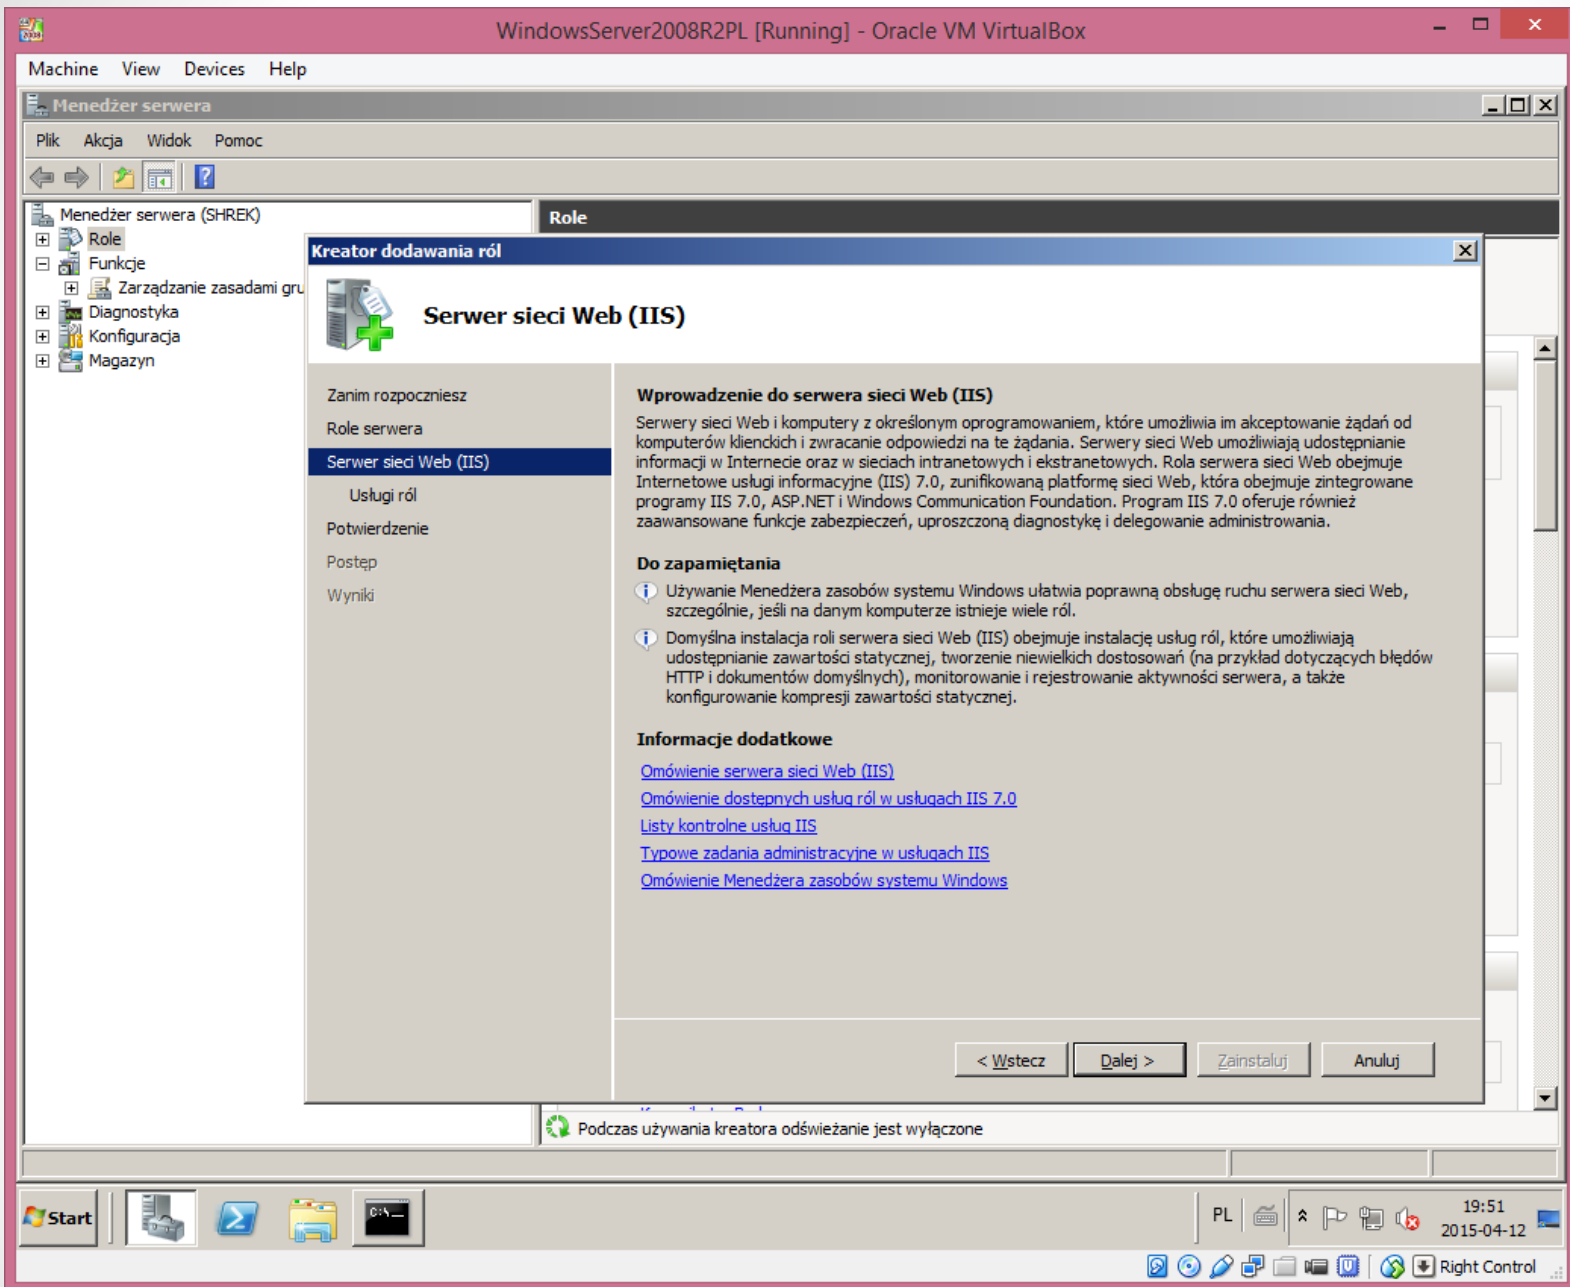 WindowsServer2008R2PL [Running] - Oracle VM VirtualBox
Machine View Devices Help
Menedżer serwera
Plik Akcja Widok Pomoc
Menedżer serwera (SHREK)
Role
Funkcje
Zarządzanie zasadami gru
Diagnostyka
Konfiguracja
Magazyn
Role
Kreator dodawania ról
Serwer sieci Web (IIS)
Zanim rozpoczniesz
Role serwera
Serwer sieci Web (IIS)
Usługi ról
Potwierdzenie
Postęp
Wyniki
Wprowadzenie do serwera sieci Web (IIS)
Serwery sieci Web i komputery z określonym oprogramowaniem, które umożliwia im akceptowanie żądań od
komputerów klienckich i zwracanie odpowiedzi na te żądania. Serwery sieci Web umożliwiają udostępnianie
informacji w Internecie oraz w sieciach intranetowych i ekstranetowych. Rola serwera sieci Web obejmuje
Internetowe usługi informacyjne (IIS) 7.0, zunifikowaną platformę sieci Web, która obejmuje zintegrowane
programy IIS 7.0, ASP.NET i Windows Communication Foundation. Program IIS 7.0 oferuje również
zaawansowane funkcje zabezpieczeń, uproszczoną diagnostykę i delegowanie administrowania.
Do zapamiętania
Używanie Menedżera zasobów systemu Windows ułatwia poprawną obsługę ruchu serwera sieci Web,
szczególnie, jeśli na danym komputerze istnieje wiele ról.
Domyślna instalacja roli serwera sieci Web (IIS) obejmuje instalację usług ról, które umożliwiają
udostępnianie zawartości statycznej, tworzenie niewielkich dostosowań (na przykład dotyczących błędów
HTTP i dokumentów domyślnych), monitorowanie i rejestrowanie aktywności serwera, a także
konfigurowanie kompresji zawartości statycznej.
Informacje dodatkowe
Omówienie serwera sieci Web (IIS)
Omówienie dostępnych usług ról w usługach IIS 7.0
Listy kontrolne usług IIS
Typowe zadania administracyjne w usługach IIS
Omówienie Menedżera zasobów systemu Windows
< Wstecz Dalej > Zainstaluj Anuluj
Podczas używania kreatora odświeżanie jest wyłączone
Start
C:\
PL
19:51
2015-04-12
Right Control